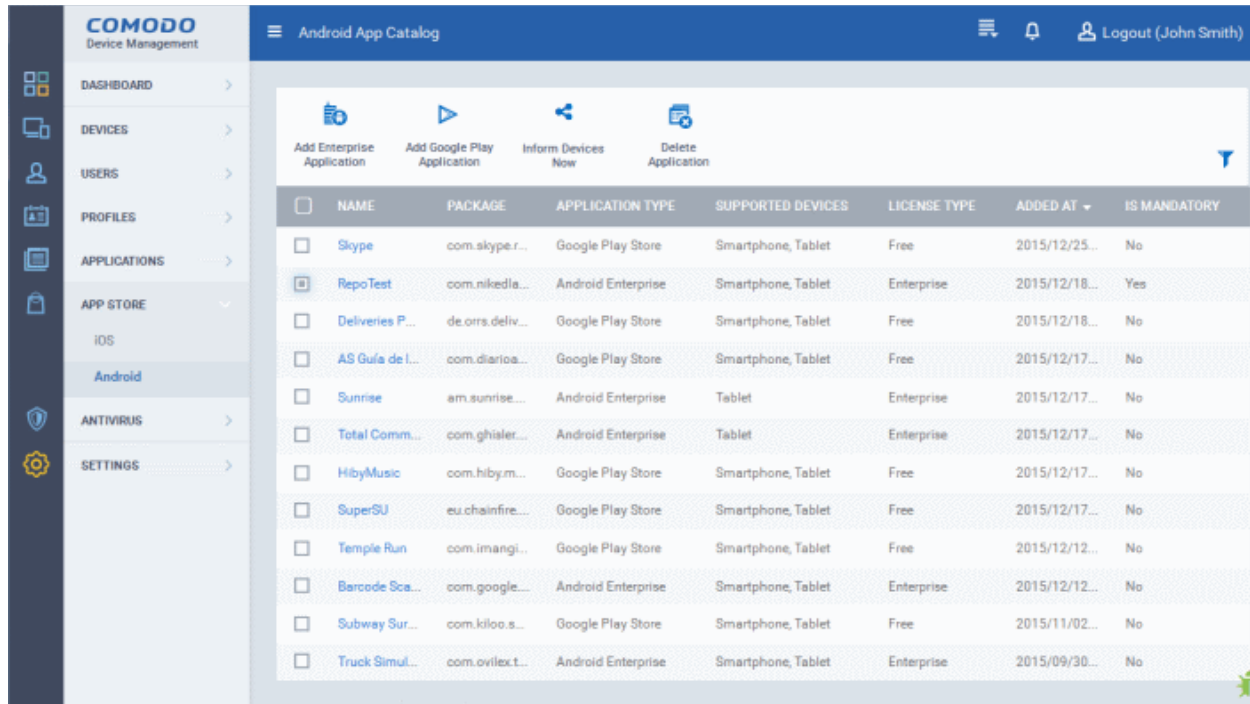 COMODO
Device Management
Android App Catalog
Logout (John Smith)
DASHBOARD
DEVICES
USERS
PROFILES
APPLICATIONS
APP STORE
iOS
Android
ANTIVIRUS
SETTINGS
Add Enterprise Application
Add Google Play Application
Inform Devices Now
Delete Application
NAME PACKAGE APPLICATION TYPE SUPPORTED DEVICES LICENSE TYPE ADDED AT IS MANDATORY
Skype com.skype.r... Google Play Store Smartphone, Tablet Free 2015/12/25... No
RepoTest com.nikedla... Android Enterprise Smartphone, Tablet Enterprise 2015/12/18... Yes
Deliveries P... de.orrs.deliv... Google Play Store Smartphone, Tablet Free 2015/12/18... No
AS Guía de l... com.diarioa... Google Play Store Smartphone, Tablet Free 2015/12/17... No
Sunrise am.sunrise.... Android Enterprise Tablet Enterprise 2015/12/17... No
Total Comm... com.ghisler... Android Enterprise Tablet Enterprise 2015/12/17... No
HibyMusic com.hiby.m... Google Play Store Smartphone, Tablet Free 2015/12/17... No
SuperSU eu.chainfire.... Google Play Store Smartphone, Tablet Free 2015/12/17... No
Temple Run com.imangi... Google Play Store Smartphone, Tablet Free 2015/12/12... No
Barcode Sca... com.google.... Android Enterprise Smartphone, Tablet Enterprise 2015/12/12... No
Subway Sur... com.kiloo.s... Google Play Store Smartphone, Tablet Free 2015/11/02... No
Truck Simul... com.ovilex.t... Android Enterprise Smartphone, Tablet Enterprise 2015/09/30... No